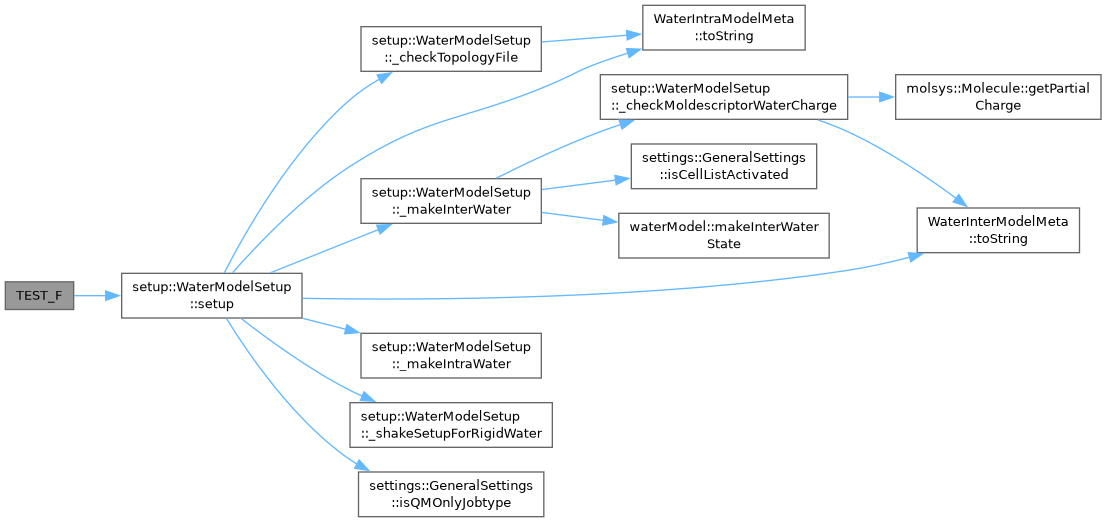 TEST_F
setup::WaterModelSetup
::setup
setup::WaterModelSetup
::_checkTopologyFile
WaterIntraModelMeta
::toString
setup::WaterModelSetup
::_makeInterWater
setup::WaterModelSetup
::_checkMoldescriptorWaterCharge
molsys::Molecule::getPartial
Charge
WaterInterModelMeta
::toString
settings::GeneralSettings
::isCellListActivated
waterModel::makeInterWater
State
setup::WaterModelSetup
::_makeIntraWater
setup::WaterModelSetup
::_shakeSetupForRigidWater
settings::GeneralSettings
::isQMOnlyJobtype